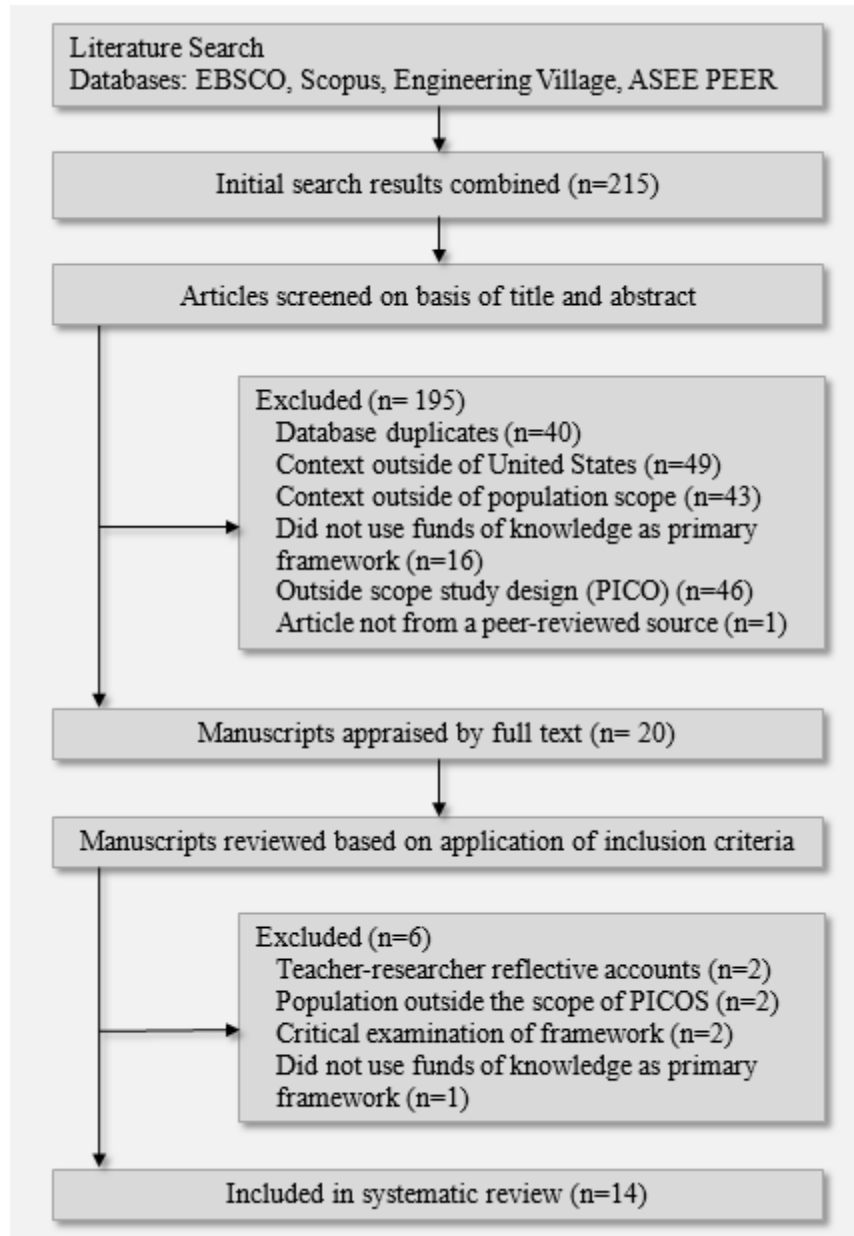 Literature Search
Databases: EBSCO, Scopus, Engineering Village, ASEE PEER
Initial search results combined (n=215)
Articles screened on basis of title and abstract
Excluded (n= 195)
Database duplicates (n=40)
Context outside of United States (n=49)
Context outside of population scope (n=43)
Did not use funds of knowledge as primary
framework (n=16)
Outside scope study design (PICO) (n=46)
Article not from a peer-reviewed source (n=1)
Manuscripts appraised by full text (n= 20)
Manuscripts reviewed based on application of inclusion criteria
Excluded (n=6)
Teacher-researcher reflective accounts (n=2)
Population outside the scope of PICOS (n=2)
Critical examination of framework (n=2)
Did not use funds of knowledge as primary
framework (n=1)
Included in systematic review (n=14)